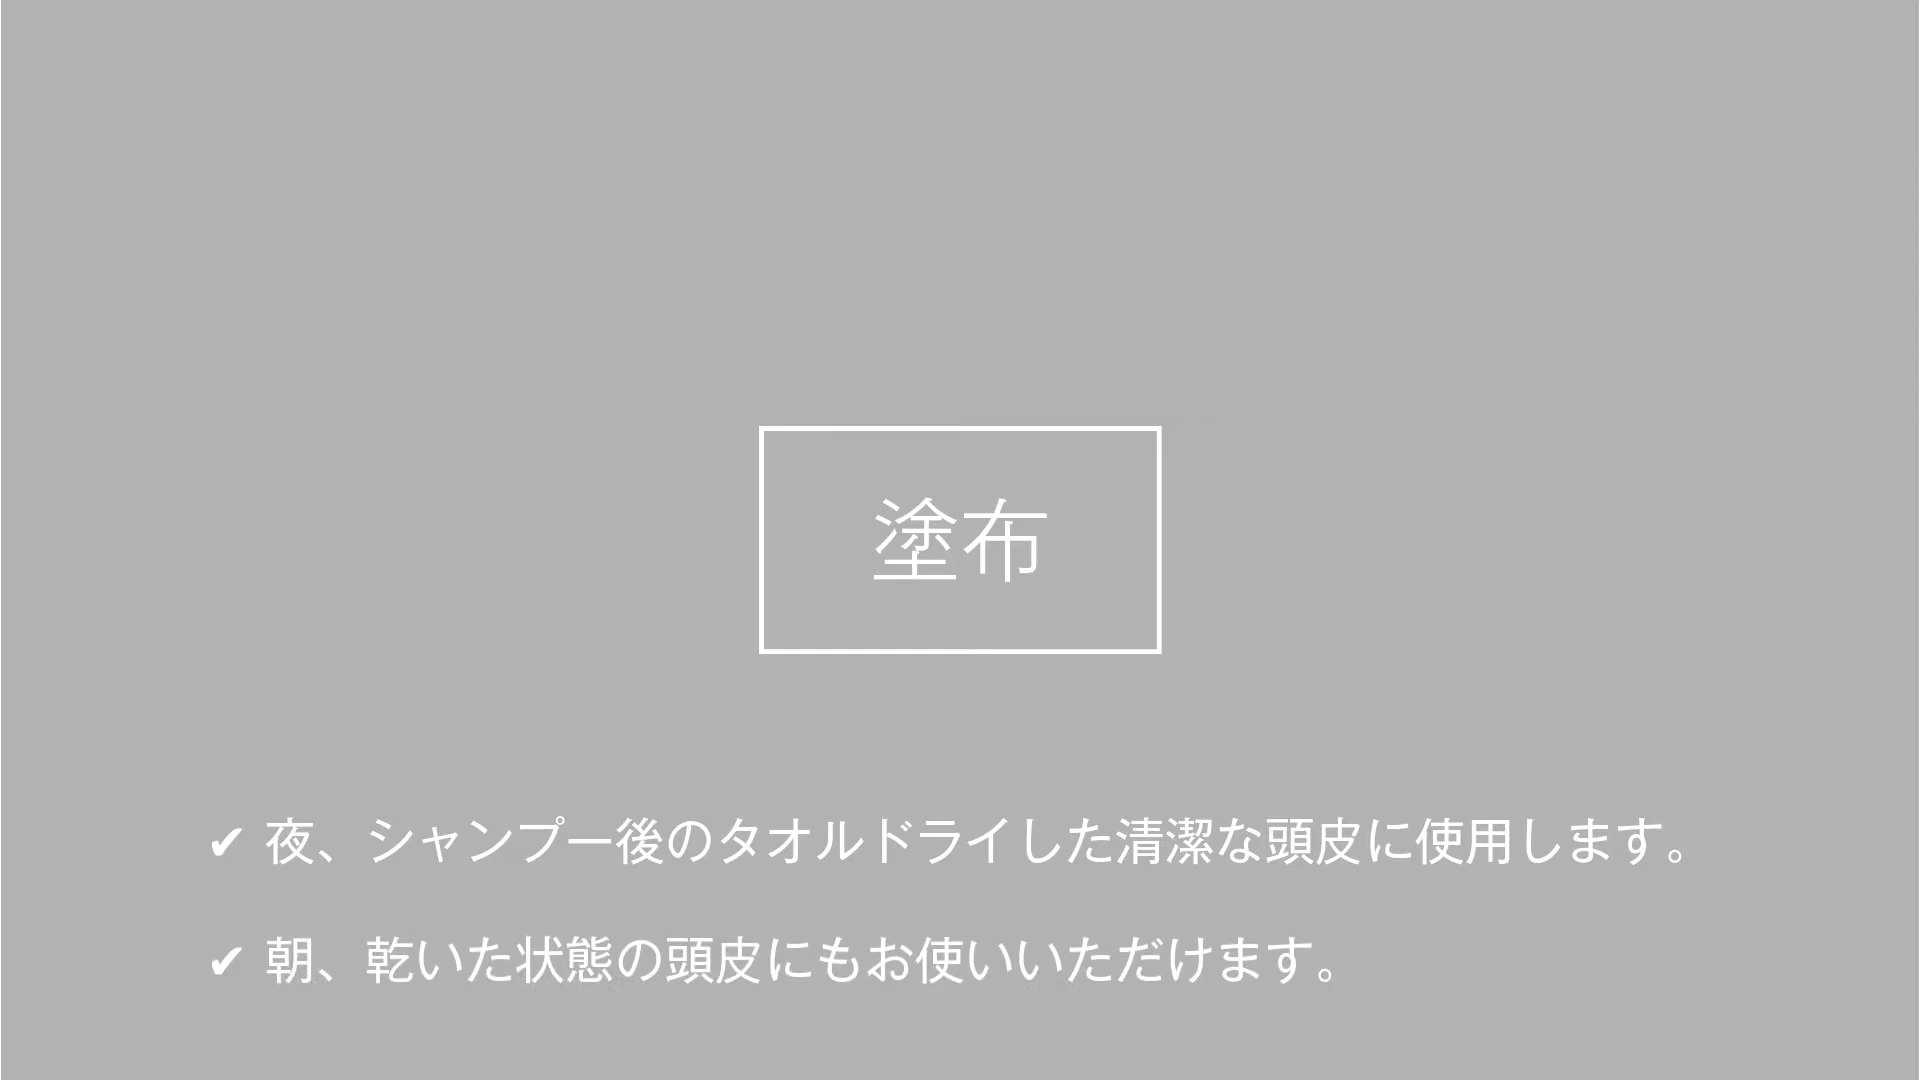 塗布
✔ 夜、シャンプー後のタオルドライした清潔な頭皮に使用します。
✔ 朝、乾いた状態の頭皮にもお使いいただけます。